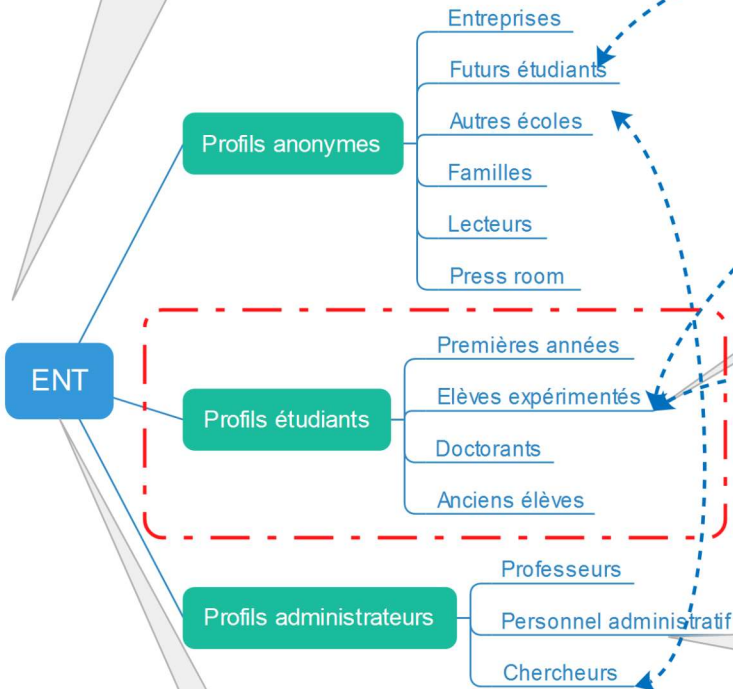 ENT
Profils anonymes
Entreprises
Futurs étudiants
Autres écoles
Familles
Lecteurs
Press room
Profils étudiants
Premières années
Elèves expérimentés
Doctorants
Anciens élèves
Profils administrateurs
Professeurs
Personnel administratif
Chercheurs